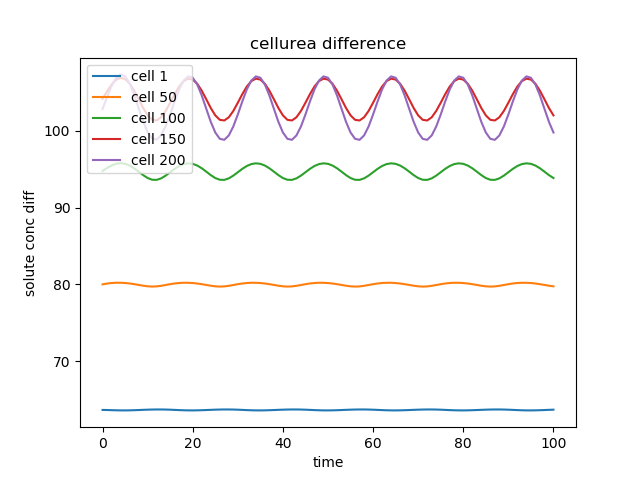 cellurea difference
cell 1
cell 50
cell 100
cell 150
cell 200
100
90
80
70
solute conc diff
0 20 40 60 80 100
time